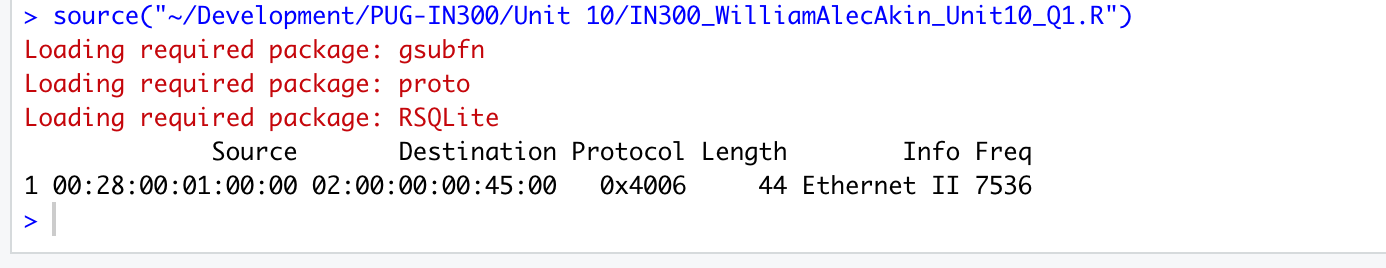 > source("~/Development/PUG-IN300/Unit 10/IN300_WilliamAlecAkin_Unit10_Q1.R")
Loading required package: gsubfn
Loading required package: proto
Loading required package: RSQLite
Source Destination Protocol Length Info Freq
1 00:28:00:01:00:00 02:00:00:00:45:00 0x4006 44 Ethernet II 7536
>